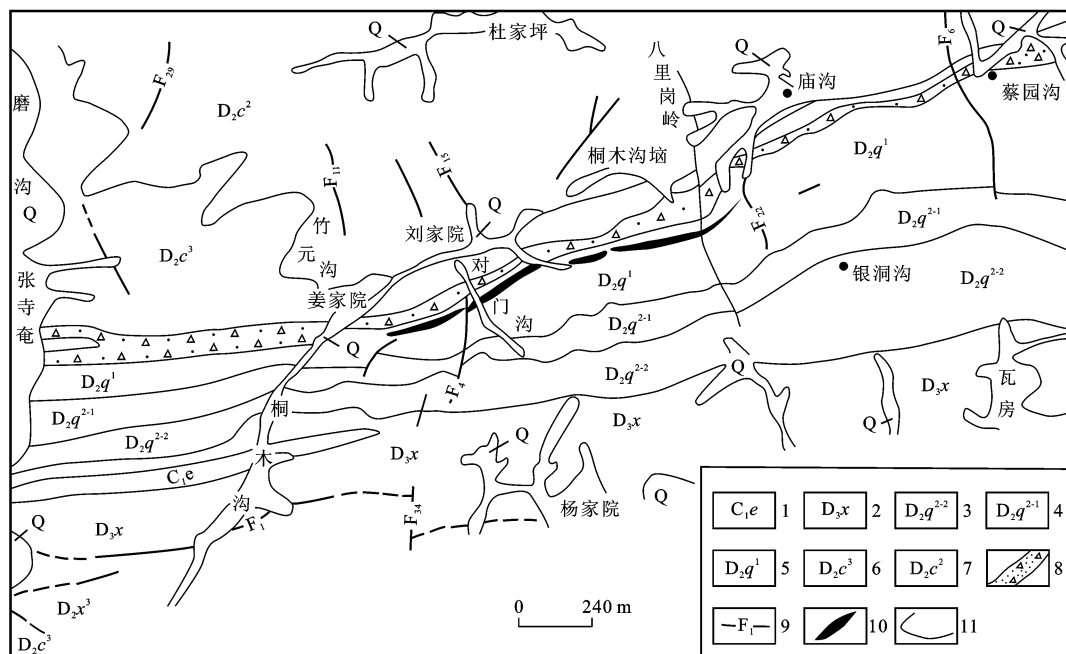 Q
杜家坪
Q
F29
D₂c²
八里岗岭
Q
庙沟
F6
Q
蔡园沟
磨沟
Q
F11
F15
桐木沟垴
D₂q¹
Q
刘家院
D₂c³
竹元沟
对门沟
D₂q¹
F22
D₂q²⁻¹
银洞沟
D₂q²⁻²
张寺奄
姜家院
Q
D₂q²⁻¹
D₂q¹
D₂q²⁻²
F4
Q
D₃x
瓦房
D₂q²⁻¹
桐木沟
D₃x
Q
D₂q²⁻²
D₃x
Q
C₁e
杨家院
Q
F34
F1
D₃x
Q
D₂x³
D₂c³
0 240 m
C₁e 1 D₃x 2 D₂q²⁻² 3 D₂q²⁻¹ 4
D₂q¹ 5 D₂c³ 6 D₂c² 7 8
F₁ 9 10 11